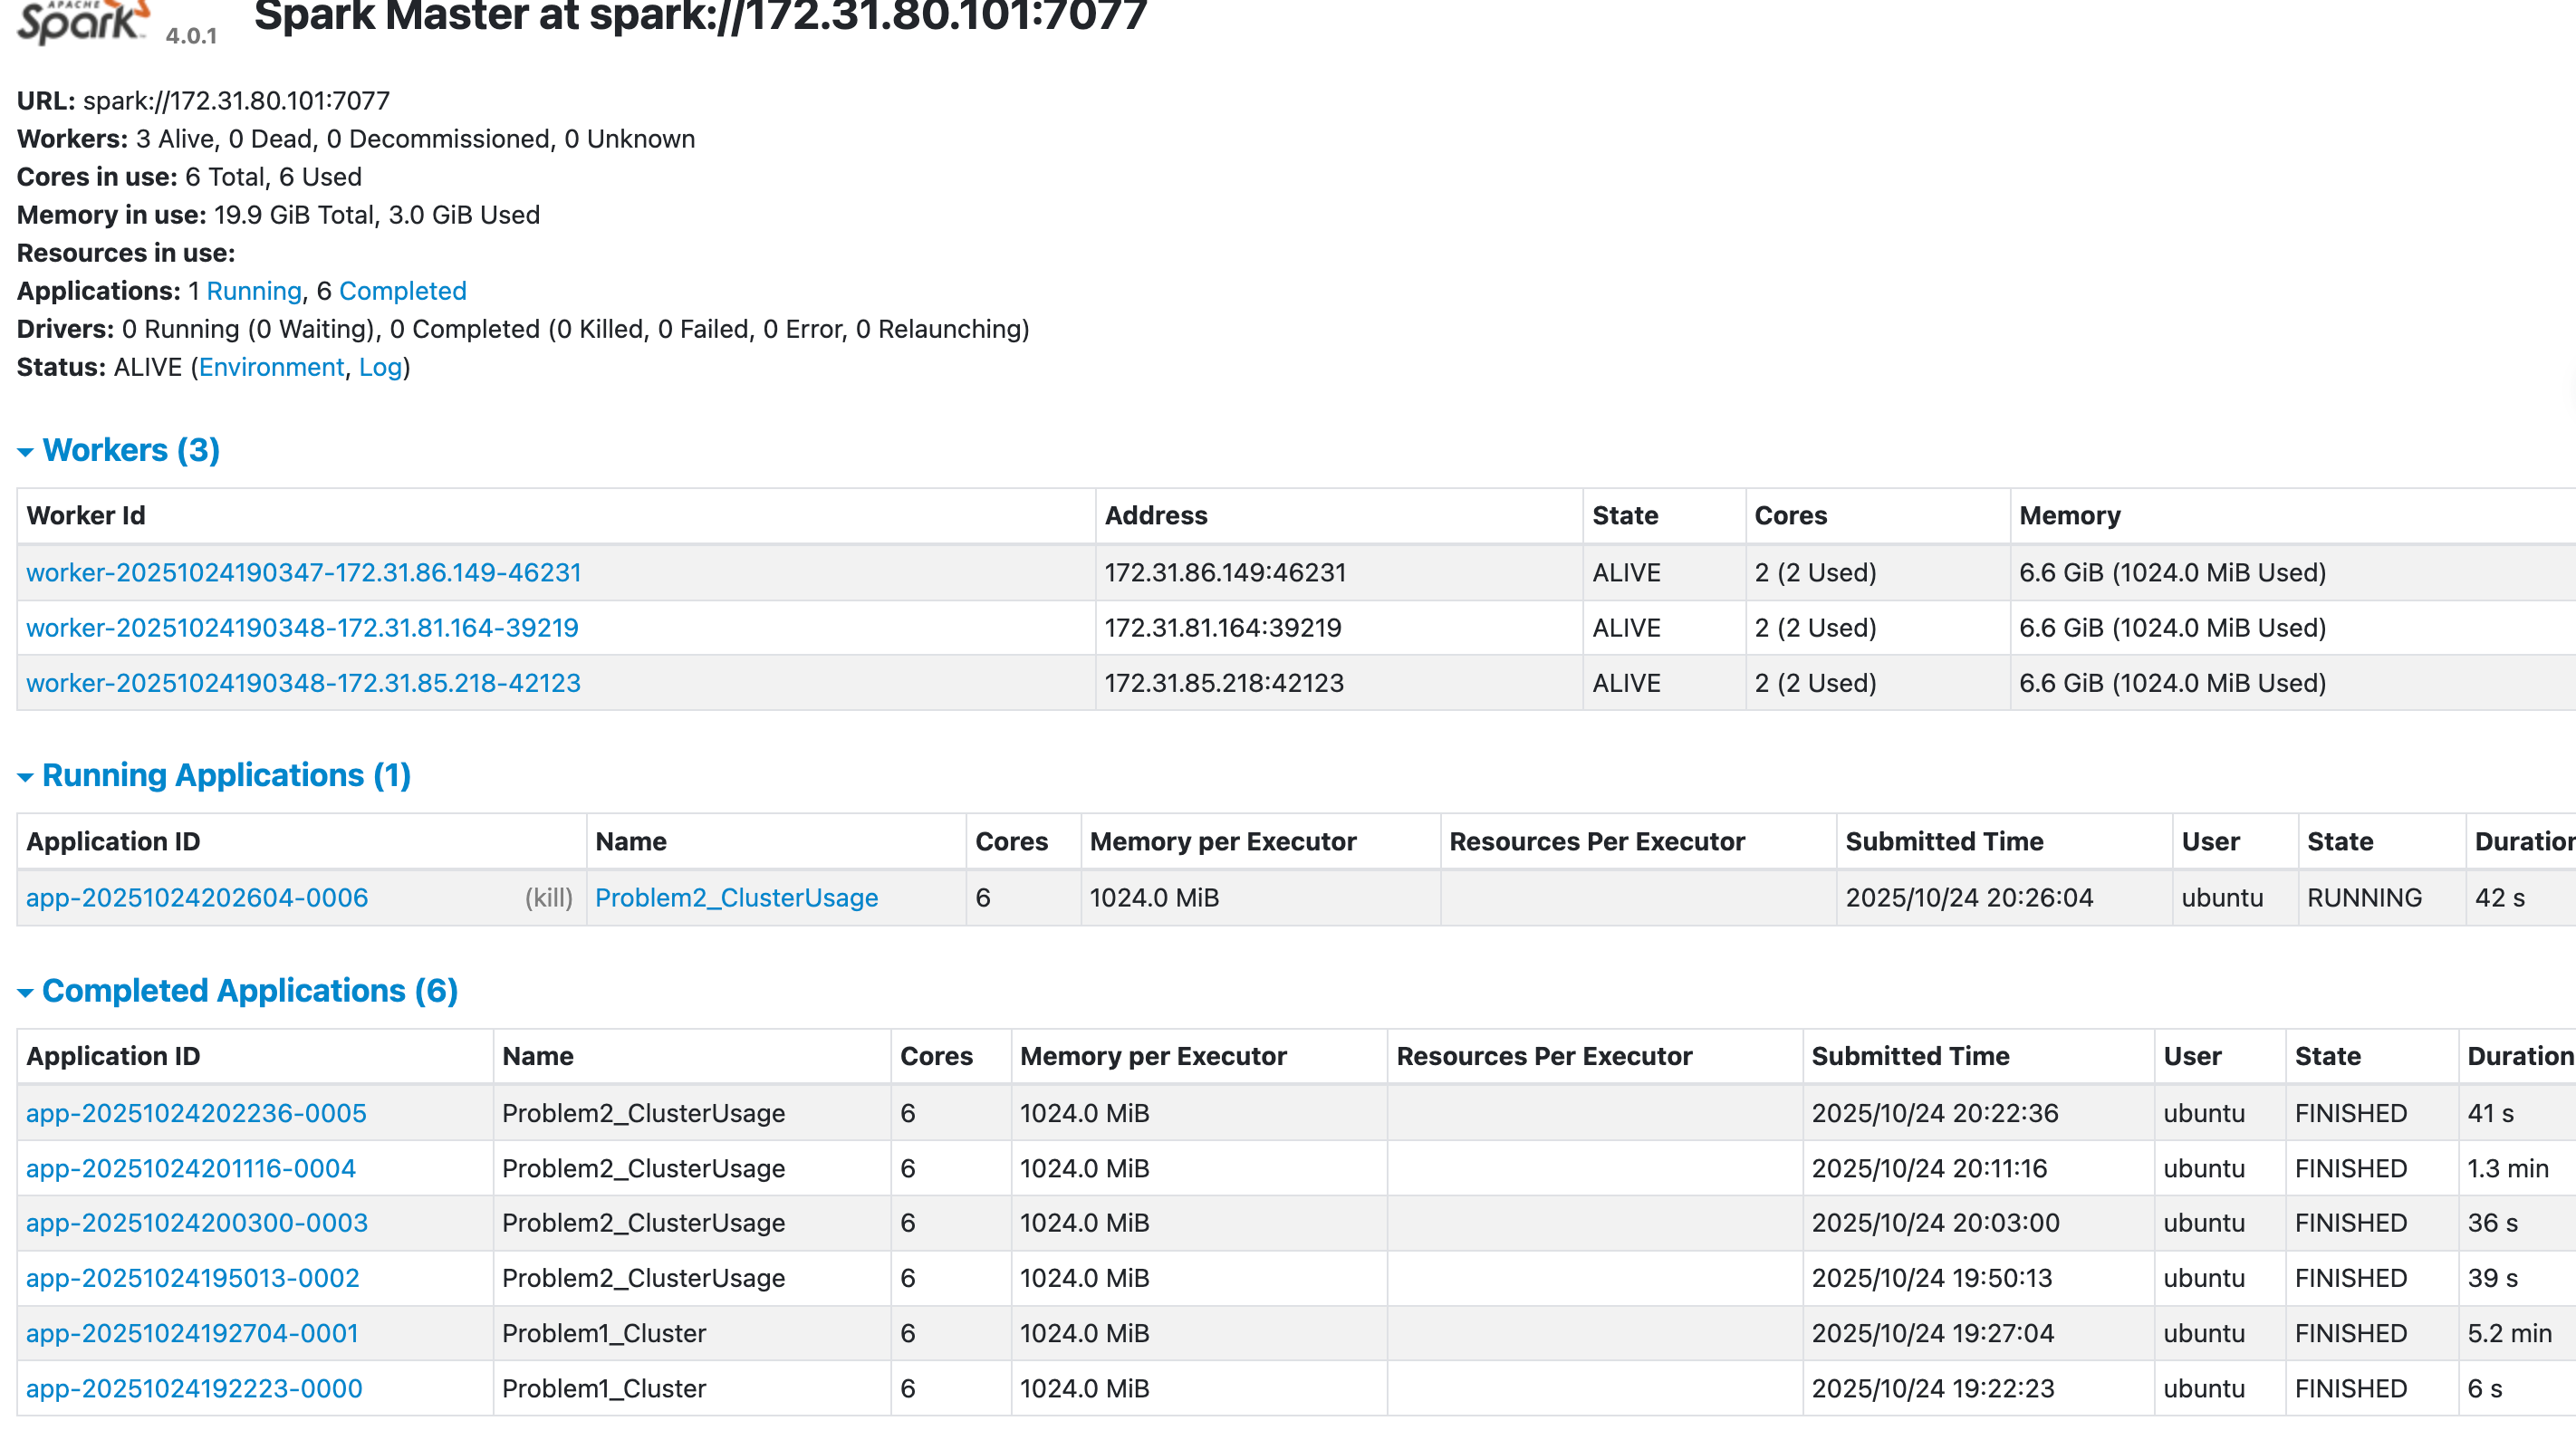 APACHE
Spark 4.0.1 Spark Master at spark://172.31.80.101:7077
URL: spark://172.31.80.101:7077
Workers: 3 Alive, 0 Dead, 0 Decommissioned, 0 Unknown
Cores in use: 6 Total, 6 Used
Memory in use: 19.9 GiB Total, 3.0 GiB Used
Resources in use:
Applications: 1 Running, 6 Completed
Drivers: 0 Running (0 Waiting), 0 Completed (0 Killed, 0 Failed, 0 Error, 0 Relaunching)
Status: ALIVE (Environment, Log)
Workers (3)
Worker Id Address State Cores Memory
worker-20251024190347-172.31.86.149-46231 172.31.86.149:46231 ALIVE 2 (2 Used) 6.6 GiB (1024.0 MiB Used)
worker-20251024190348-172.31.81.164-39219 172.31.81.164:39219 ALIVE 2 (2 Used) 6.6 GiB (1024.0 MiB Used)
worker-20251024190348-172.31.85.218-42123 172.31.85.218:42123 ALIVE 2 (2 Used) 6.6 GiB (1024.0 MiB Used)
Running Applications (1)
Application ID Name Cores Memory per Executor Resources Per Executor Submitted Time User State Duration
app-20251024202604-0006 (kill) Problem2_ClusterUsage 6 1024.0 MiB 2025/10/24 20:26:04 ubuntu RUNNING 42 s
Completed Applications (6)
Application ID Name Cores Memory per Executor Resources Per Executor Submitted Time User State Duration
app-20251024202236-0005 Problem2_ClusterUsage 6 1024.0 MiB 2025/10/24 20:22:36 ubuntu FINISHED 41 s
app-20251024201116-0004 Problem2_ClusterUsage 6 1024.0 MiB 2025/10/24 20:11:16 ubuntu FINISHED 1.3 min
app-20251024200300-0003 Problem2_ClusterUsage 6 1024.0 MiB 2025/10/24 20:03:00 ubuntu FINISHED 36 s
app-20251024195013-0002 Problem2_ClusterUsage 6 1024.0 MiB 2025/10/24 19:50:13 ubuntu FINISHED 39 s
app-20251024192704-0001 Problem1_Cluster 6 1024.0 MiB 2025/10/24 19:27:04 ubuntu FINISHED 5.2 min
app-20251024192223-0000 Problem1_Cluster 6 1024.0 MiB 2025/10/24 19:22:23 ubuntu FINISHED 6 s